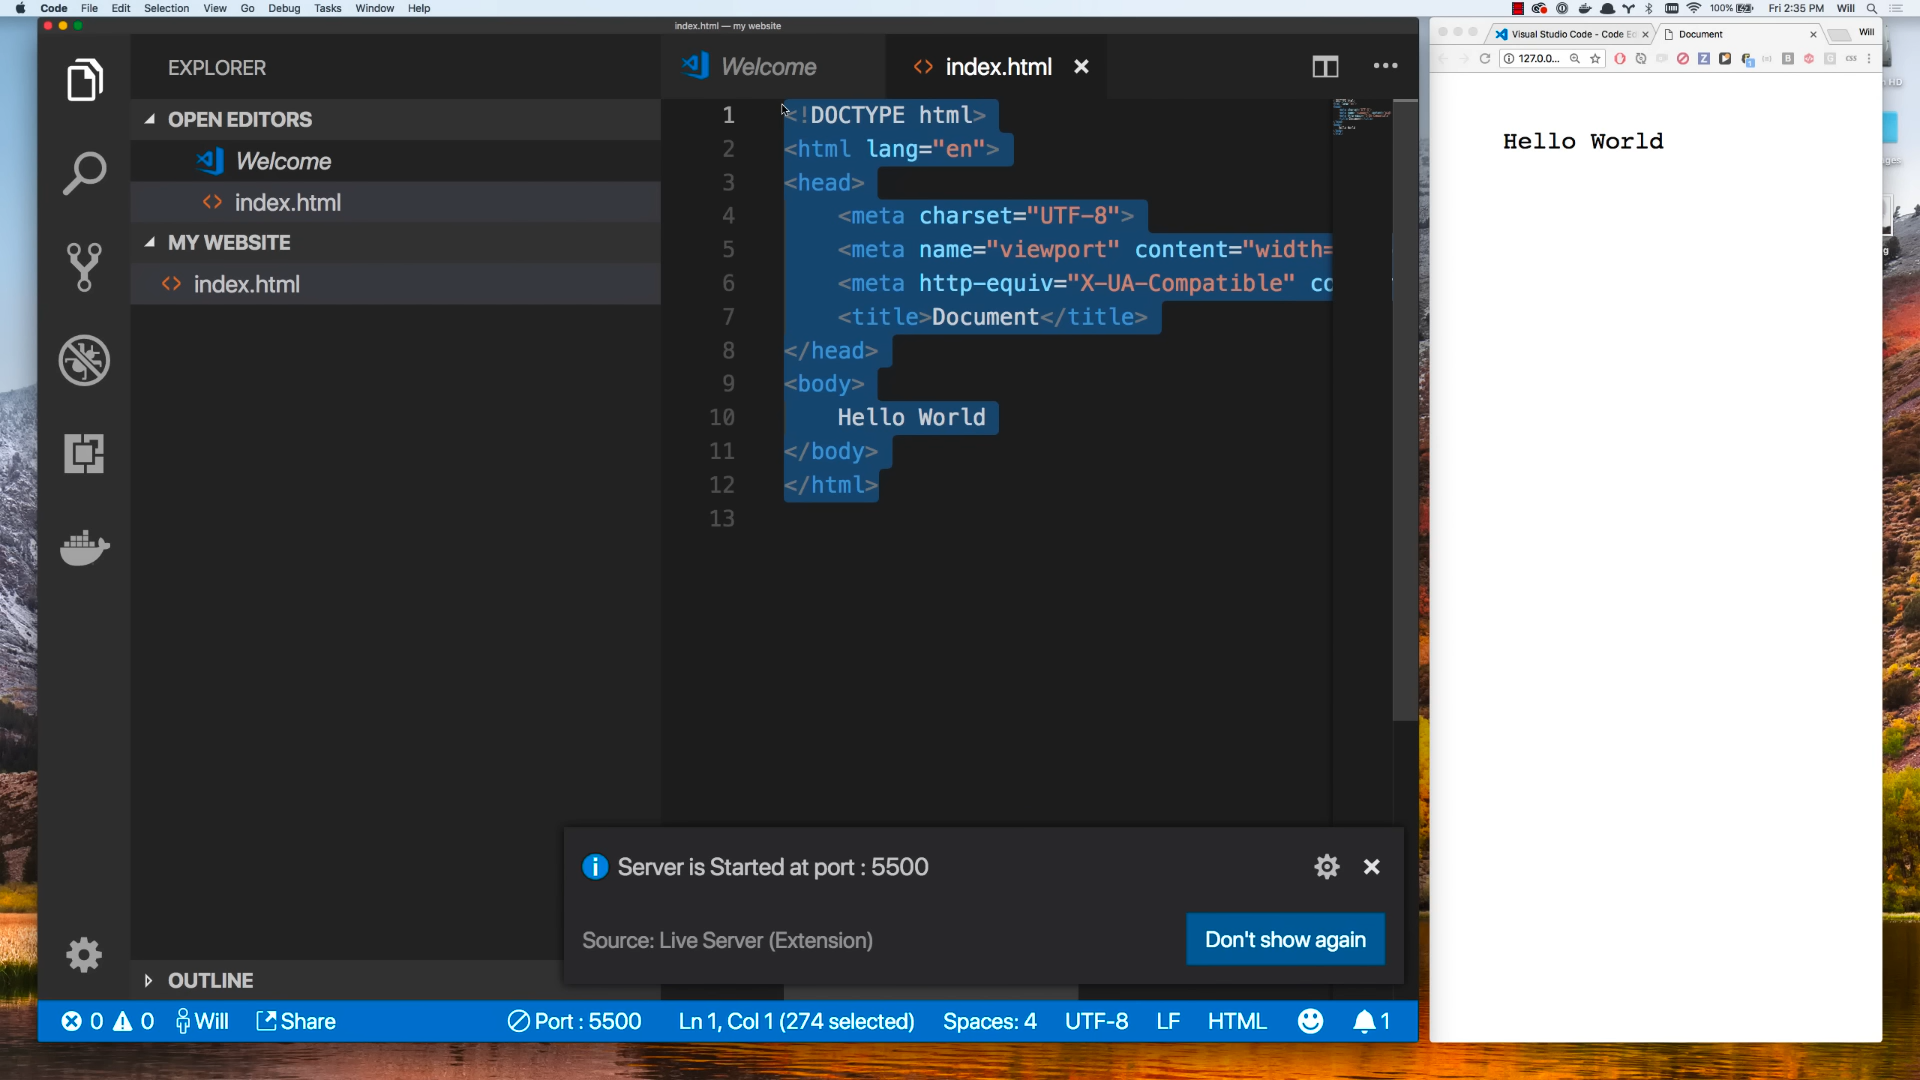 Code File Edit Selection View Go Debug Tasks Window Help
100% Fri 2:35 PM Will
index.html — my website
EXPLORER
OPEN EDITORS
Welcome
index.html
MY WEBSITE
index.html
OUTLINE
Welcome
index.html
1 <!DOCTYPE html>
2 <html lang="en">
3 <head>
4 <meta charset="UTF-8">
5 <meta name="viewport" content="width=
6 <meta http-equiv="X-UA-Compatible" co
7 <title>Document</title>
8 </head>
9 <body>
10 Hello World
11 </body>
12 </html>
13
Server is Started at port : 5500
Source: Live Server (Extension)
Don't show again
0 0 Will Share Port : 5500 Ln 1, Col 1 (274 selected) Spaces: 4 UTF-8 LF HTML 1
Visual Studio Code - Code Ed
Document
Will
127.0.0...
Hello World